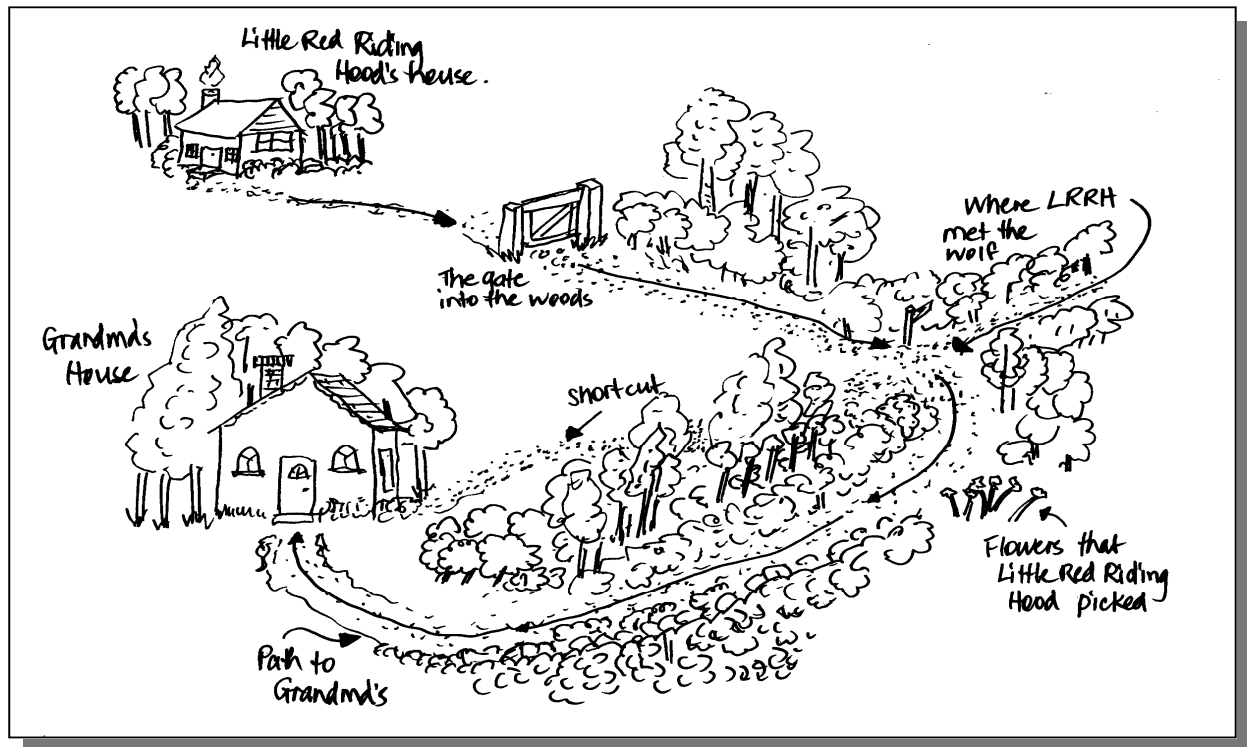 Little Red Riding
Hood's house.
Where LRRH
met the
wolf
The gate
into the woods
Grandma's
House
shortcut
Flowers that
Little Red Riding
Hood picked
Path to
Grandma's